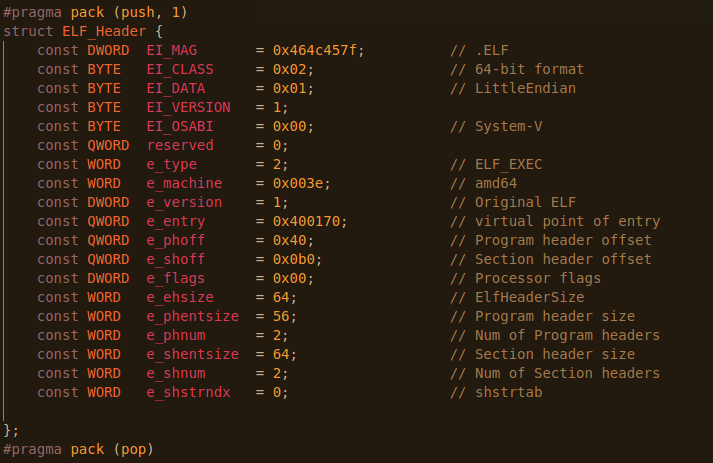 #pragma pack (push, 1)
struct ELF_Header {
    const DWORD  EI_MAG       = 0x464c457f;          // .ELF
    const BYTE   EI_CLASS     = 0x02;                // 64-bit format
    const BYTE   EI_DATA      = 0x01;                // LittleEndian
    const BYTE   EI_VERSION   = 1;
    const BYTE   EI_OSABI     = 0x00;                // System-V
    const QWORD  reserved     = 0;
    const WORD   e_type       = 2;                   // ELF_EXEC
    const WORD   e_machine    = 0x003e;              // amd64
    const DWORD  e_version    = 1;                   // Original ELF
    const QWORD  e_entry      = 0x400170;            // virtual point of entry
    const QWORD  e_phoff      = 0x40;                // Program header offset
    const QWORD  e_shoff      = 0x0b0;               // Section header offset
    const DWORD  e_flags      = 0x00;                // Processor flags
    const WORD   e_ehsize     = 64;                  // ElfHeaderSize
    const WORD   e_phentsize  = 56;                  // Program header size
    const WORD   e_phnum      = 2;                   // Num of Program headers
    const WORD   e_shentsize  = 64;                  // Section header size
    const WORD   e_shnum      = 2;                   // Num of Section headers
    const WORD   e_shstrndx   = 0;                   // shstrtab
};
#pragma pack (pop)